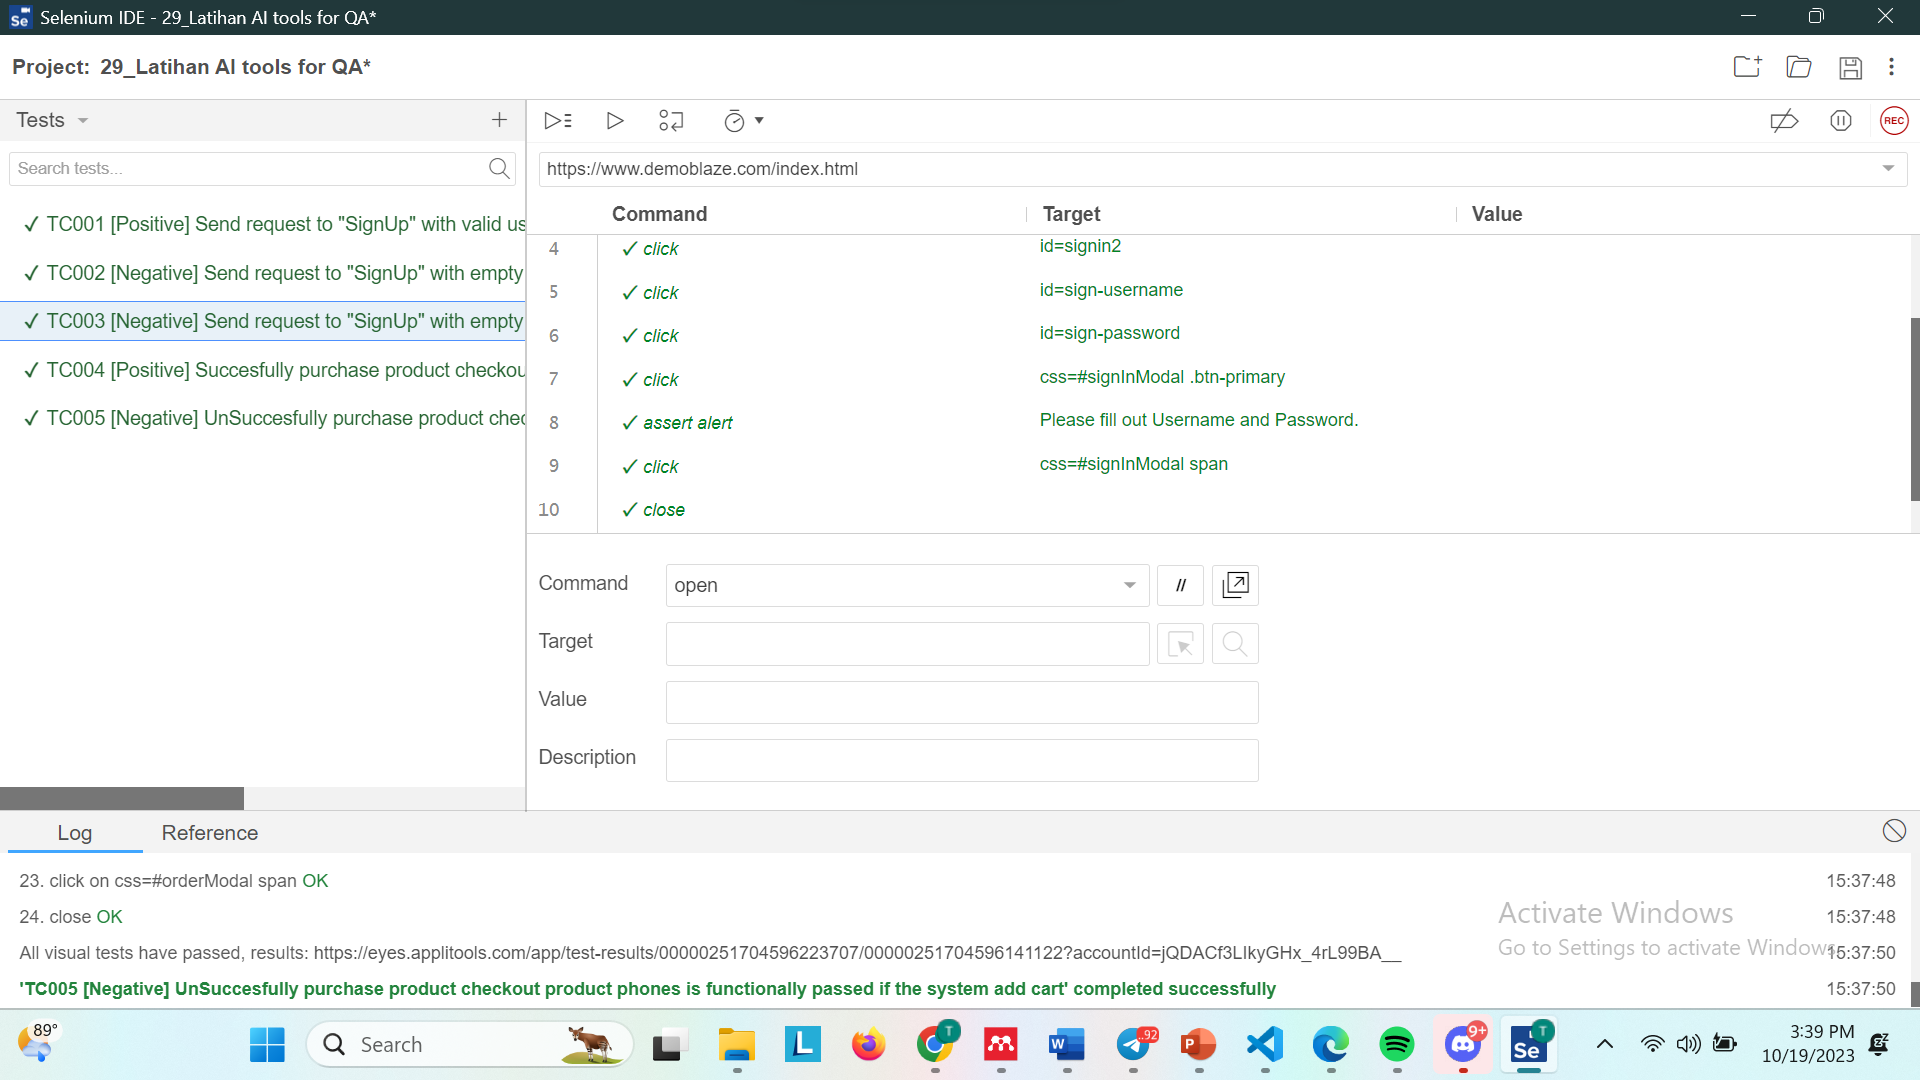 Selenium IDE - 29_Latihan AI tools for QA*
Project: 29_Latihan AI tools for QA*
Tests
Search tests...
✓ TC001 [Positive] Send request to "SignUp" with valid us
✓ TC002 [Negative] Send request to "SignUp" with empty
✓ TC003 [Negative] Send request to "SignUp" with empty
✓ TC004 [Positive] Succesfully purchase product checkou
✓ TC005 [Negative] UnSuccesfully purchase product chec
REC
https://www.demoblaze.com/index.html
Command Target Value
4 ✓ click id=signin2
5 ✓ click id=sign-username
6 ✓ click id=sign-password
7 ✓ click css=#signInModal .btn-primary
8 ✓ assert alert Please fill out Username and Password.
9 ✓ click css=#signInModal span
10 ✓ close
Command open //
Target
Value
Description
Log Reference
23. click on css=#orderModal span OK 15:37:48
24. close OK 15:37:48
All visual tests have passed, results: https://eyes.applitools.com/app/test-results/00000251704596223707/00000251704596141122?accountId=jQDACf3LIkyGHx_4rL99BA__ 15:37:50
'TC005 [Negative] UnSuccesfully purchase product checkout product phones is functionally passed if the system add cart' completed successfully 15:37:50
Activate Windows
Go to Settings to activate Windows
89°
Search
T
L
W
92
P
9+
Se
T
3:39 PM
10/19/2023